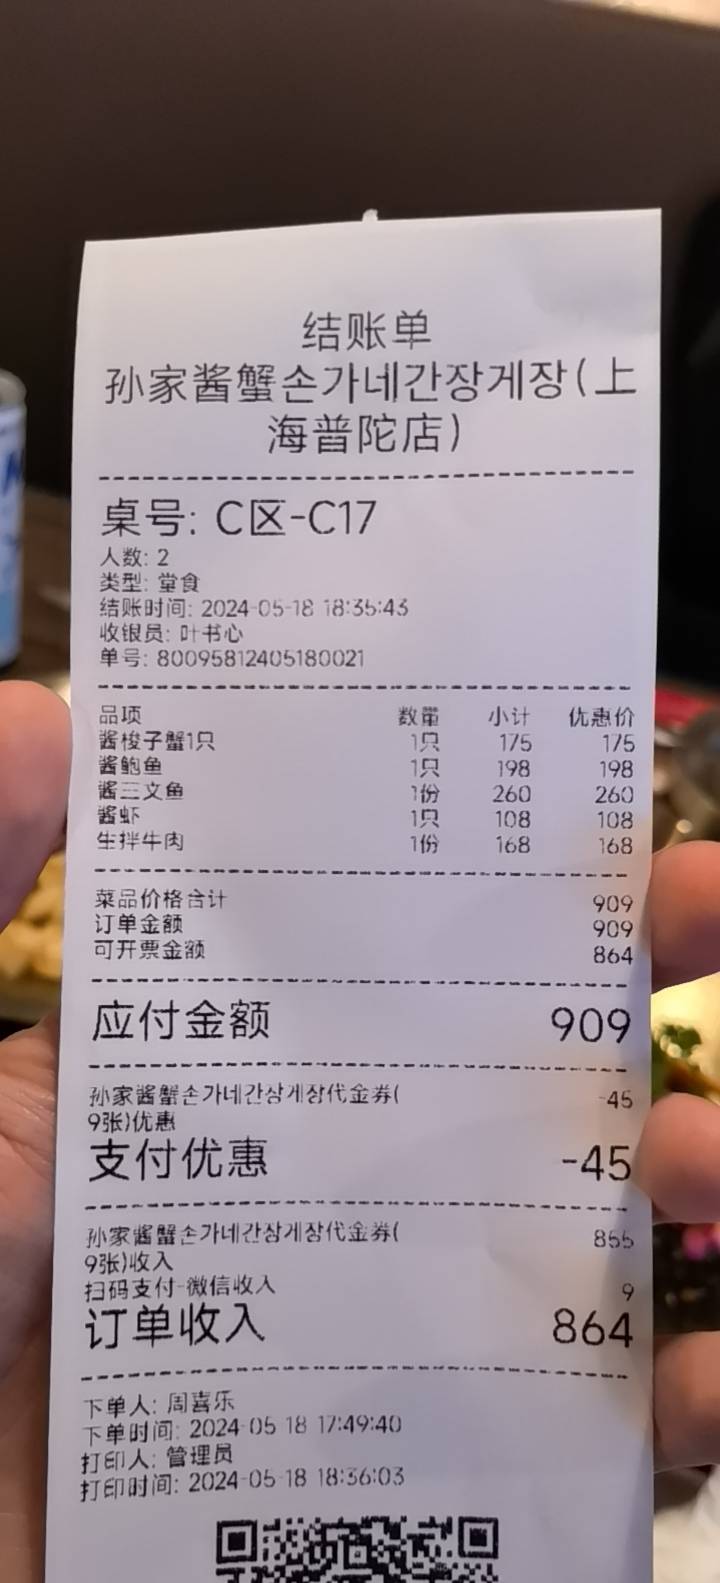 结账单
孙家酱蟹손가네간장게장(上
海普陀店)
桌号: C区-C17
人数: 2
类型: 堂食
结账时间: 2024-05-18 18:35:43
收银员: 叶书心
单号: 80095812405180021
品项 数量 小计 优惠价
酱梭子蟹1只 1只 175 175
酱鲍鱼 1只 198 198
酱三文鱼 1份 260 260
酱虾 1只 108 108
生拌牛肉 1份 168 168
菜品价格合计 909
订单金额 909
可开票金额 864
应付金额 909
孙家酱蟹손가네간장게장代金券( -45
9张)优惠
支付优惠 -45
孙家酱蟹손가네간장게장代金券( 855
9张)收入
扫码支付-微信收入 9
订单收入 864
下单人: 周喜乐
下单时间: 2024-05-18 17:49:40
打印人: 管理员
打印时间: 2024-05-18 18:36:03